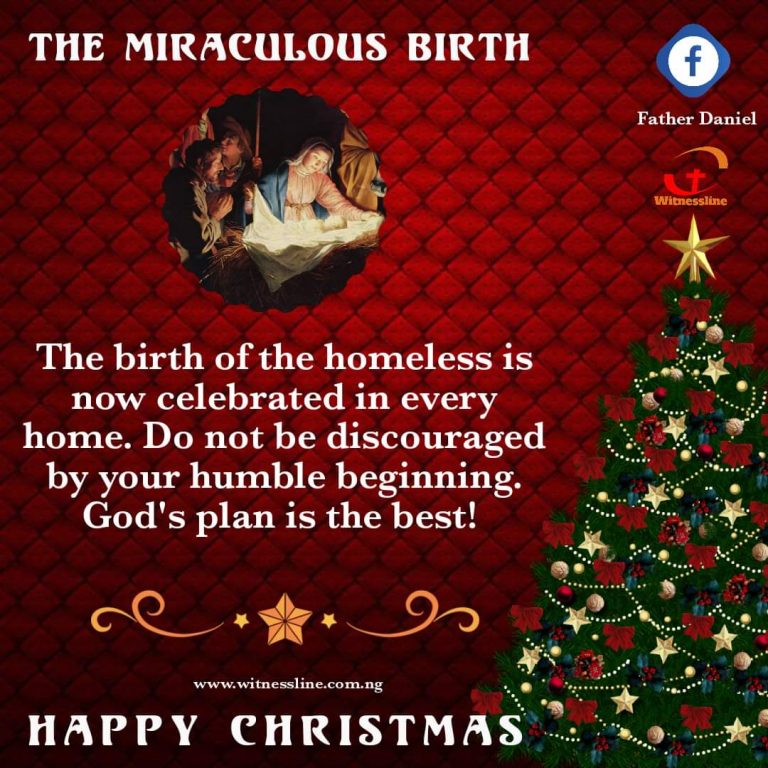 THE MIRACULOUS BIRTH
f
Father Daniel
Witnessline
The birth of the homeless is
now celebrated in every
home. Do not be discouraged
by your humble beginning.
God's plan is the best!
www.witnessline.com.ng
HAPPY CHRISTMAS